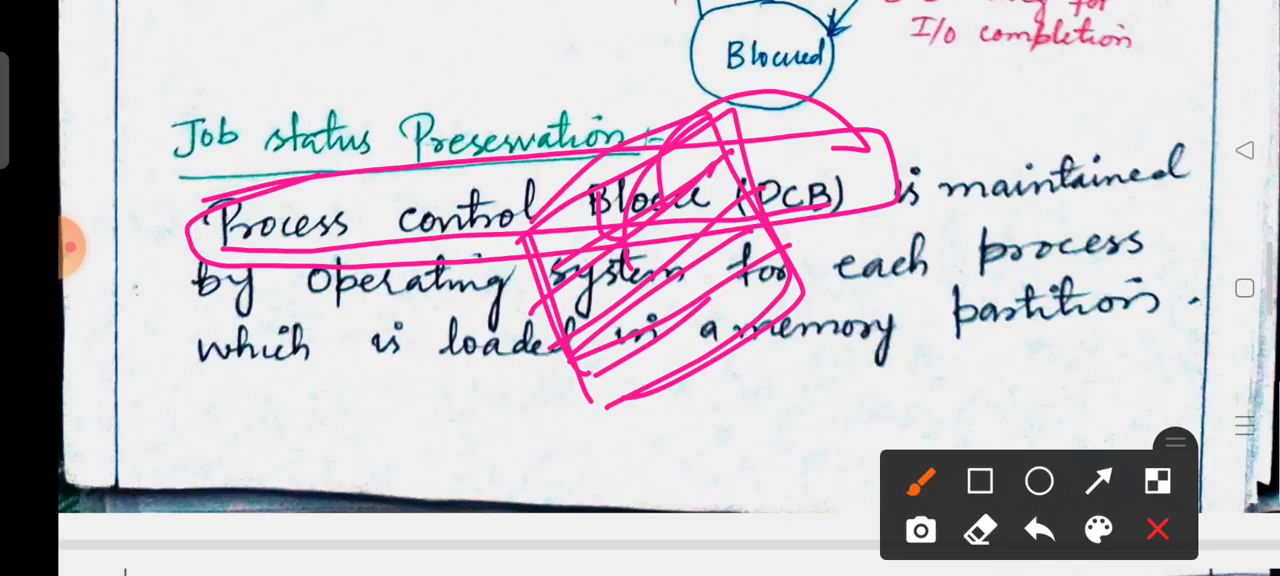 for
I/O completion
Blocked
Job status Preservation :-
Process control Block (PCB) is maintained
by operating system for each process
which is loaded in a memory partition.